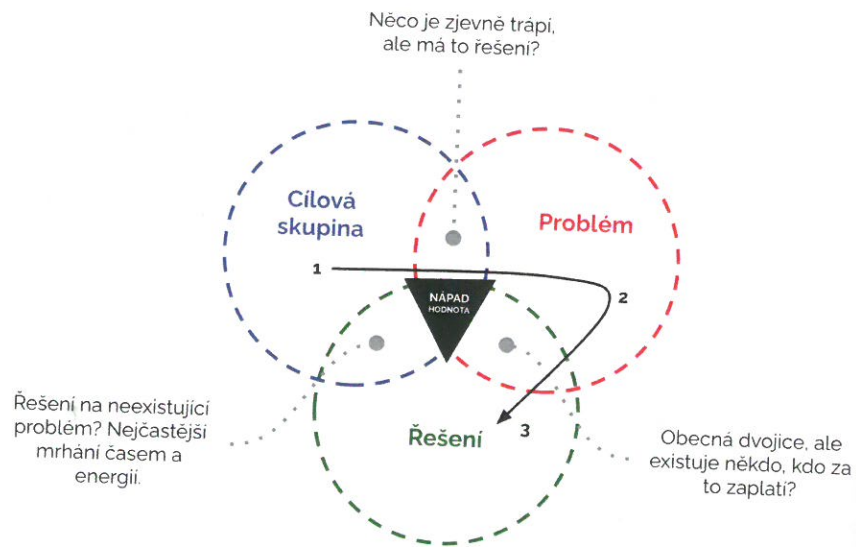 Něco je zjevně trápí,
ale má to řešení?
Cílová
skupina
Problém
1
2
NÁPAD
HODNOTA
Řešení na neexistující
problém? Nejčastější
mrhání časem a
energií.
Řešení
3
Obecná dvojice, ale
existuje někdo, kdo za
to zaplatí?